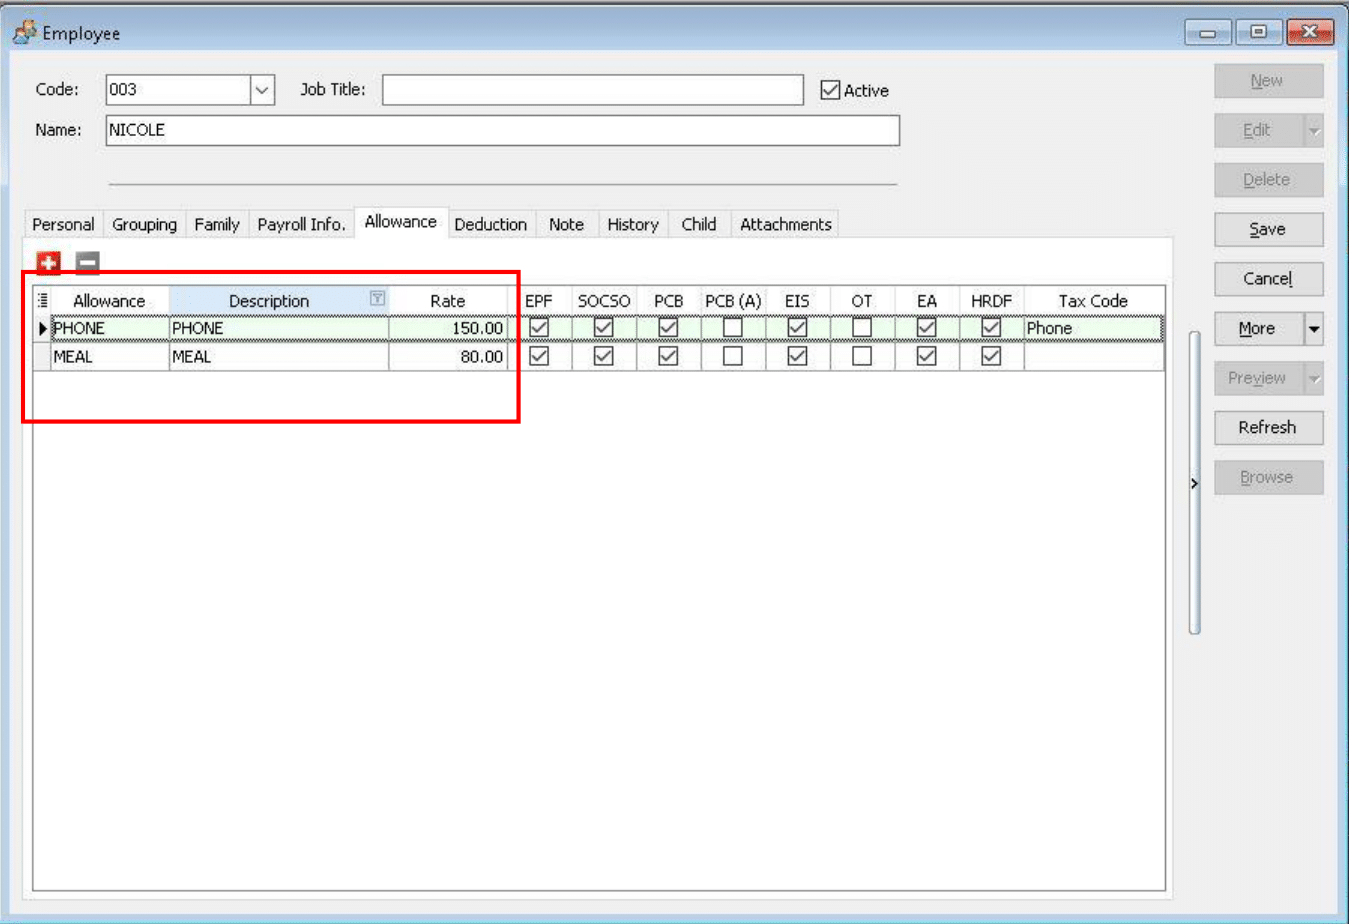 Employee
Code: 003 Job Title: Active
Name: NICOLE
Personal Grouping Family Payroll Info. Allowance Deduction Note History Child Attachments
Allowance Description Rate EPF SOCSO PCB PCB (A) EIS OT EA HRDF Tax Code
PHONE PHONE 150.00 Phone
MEAL MEAL 80.00
New
Edit
Delete
Save
Cancel
More
Preview
Refresh
Browse